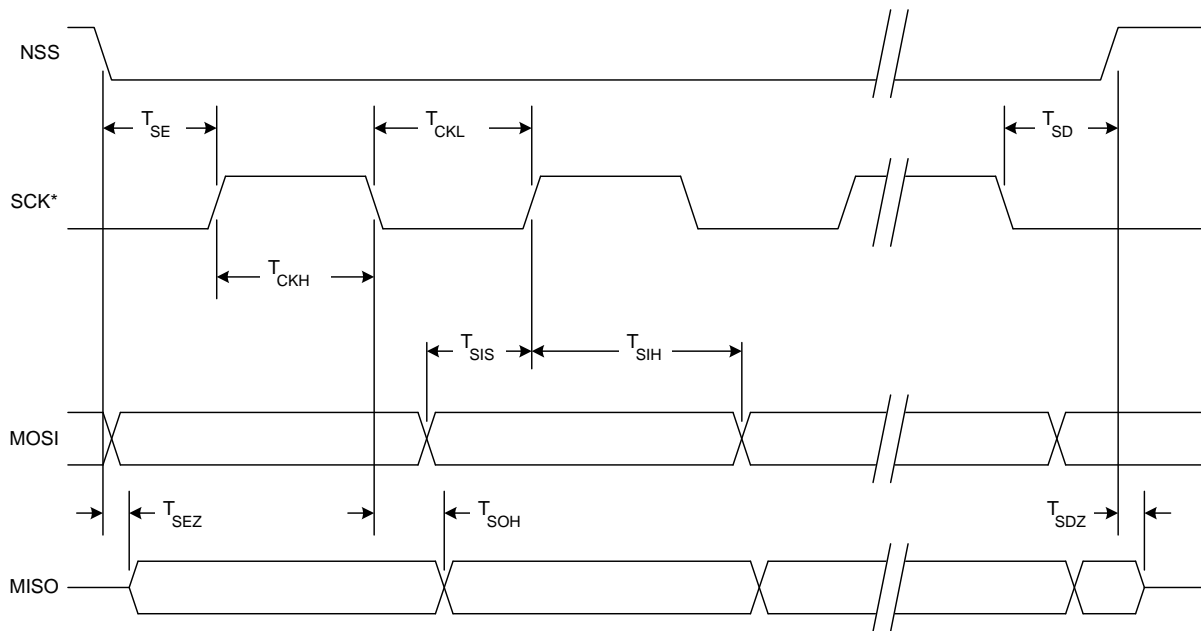 NSS
T_SE
T_CKL
T_SD
SCK*
T_CKH
T_SIS
T_SIH
MOSI
T_SEZ
T_SOH
T_SDZ
MISO